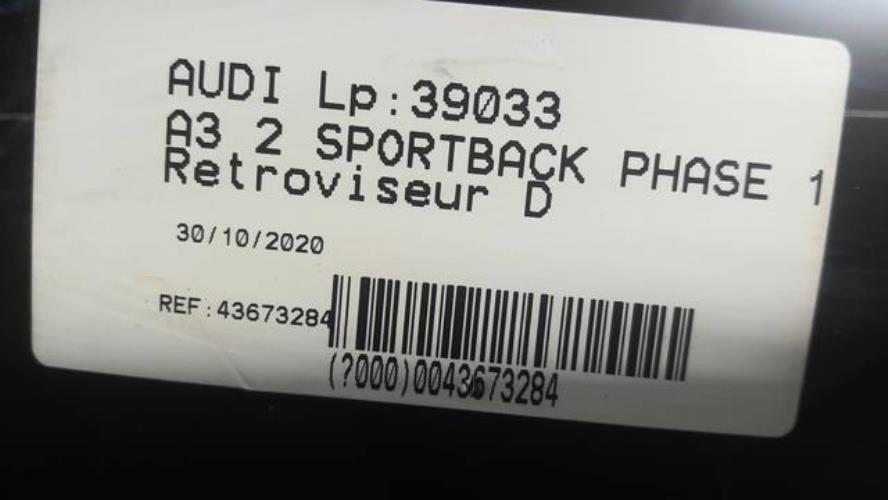 AUDI Lp:39033
A3 2 SPORTBACK PHASE 1
Retroviseur D
30/10/2020
REF:43673284
(?000)0043673284